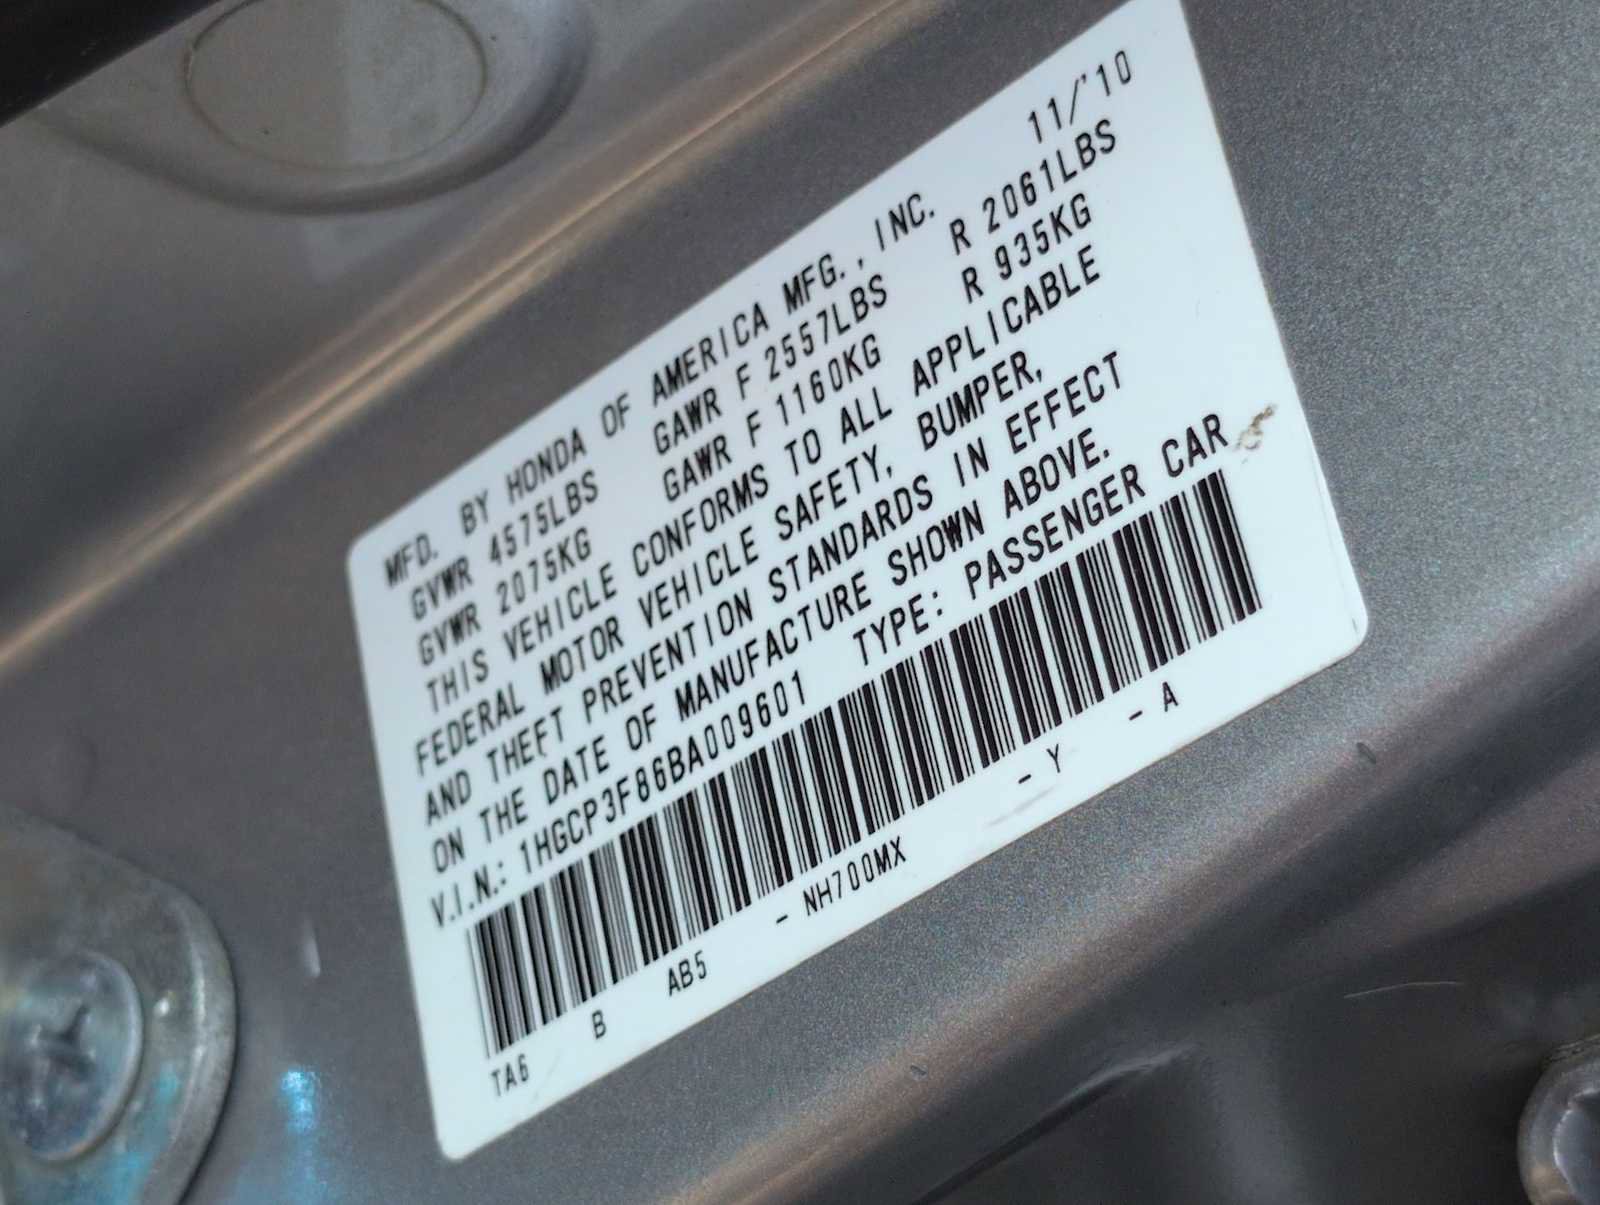 MFD. BY HONDA OF AMERICA MFG., INC. 11/'10
GVWR 4575LBS GAWR F 2557LBS R 2061LBS
GVWR 2075KG GAWR F 1160KG R 935KG
THIS VEHICLE CONFORMS TO ALL APPLICABLE
FEDERAL MOTOR VEHICLE SAFETY, BUMPER,
AND THEFT PREVENTION STANDARDS IN EFFECT
ON THE DATE OF MANUFACTURE SHOWN ABOVE.
V.I.N.: 1HGCP3F86BA009601 TYPE: PASSENGER CAR
TA6 B AB5 - NH700MX - Y - A